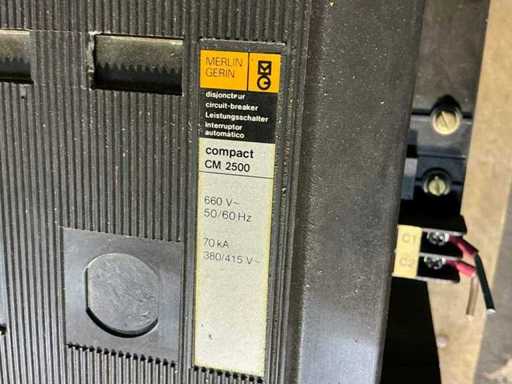 MERLIN
GERIN
disjoncteur
circuit-breaker
Leistungsschalter
interruptor
automático
compact
CM 2500
660 V~
50/60 Hz
70 kA
380/415 V~
C1
C2